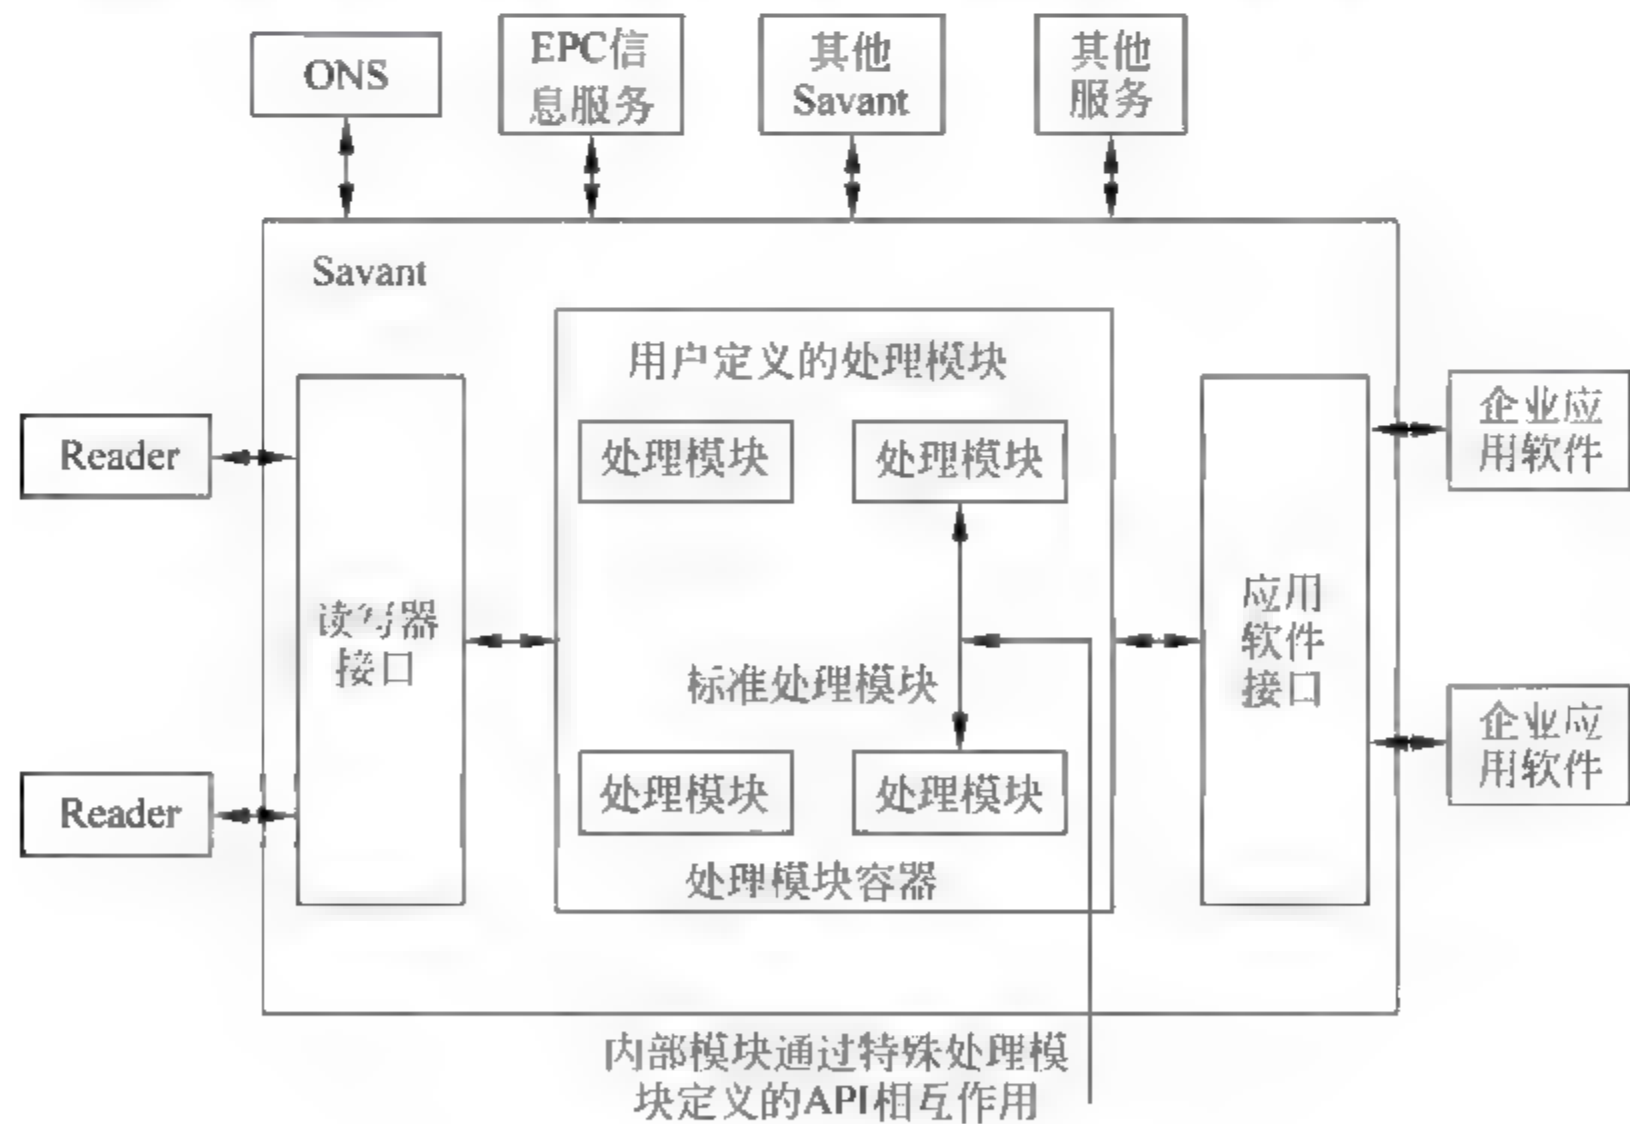 ONS
EPC信
息服务
其他
Savant
其他
服务
Savant
用户定义的处理模块
Reader
处理模块
处理模块
企业应
用软件
读写器
接口
应用
软件
接口
标准处理模块
Reader
处理模块
处理模块
企业应
用软件
处理模块容器
内部模块通过特殊处理模
块定义的API相互作用